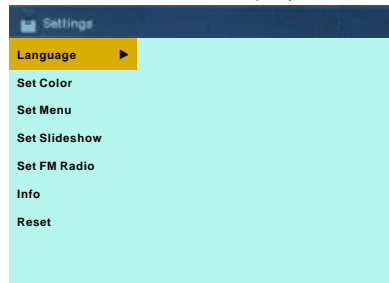 Settings
Language
Set Color
Set Menu
Set Slideshow
Set FM Radio
Info
Reset